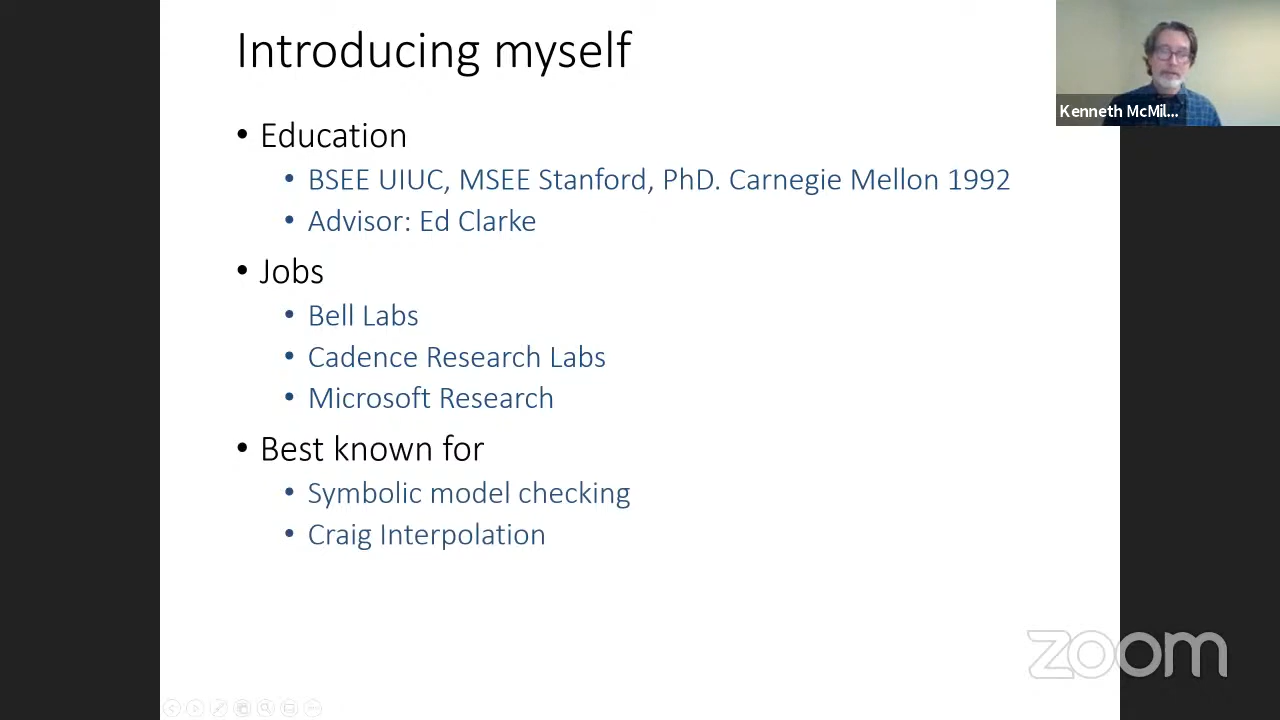 Introducing myself
Kenneth McMil...
• Education
• BSEE UIUC, MSEE Stanford, PhD. Carnegie Mellon 1992
• Advisor: Ed Clarke
• Jobs
• Bell Labs
• Cadence Research Labs
• Microsoft Research
• Best known for
• Symbolic model checking
• Craig Interpolation
zoom